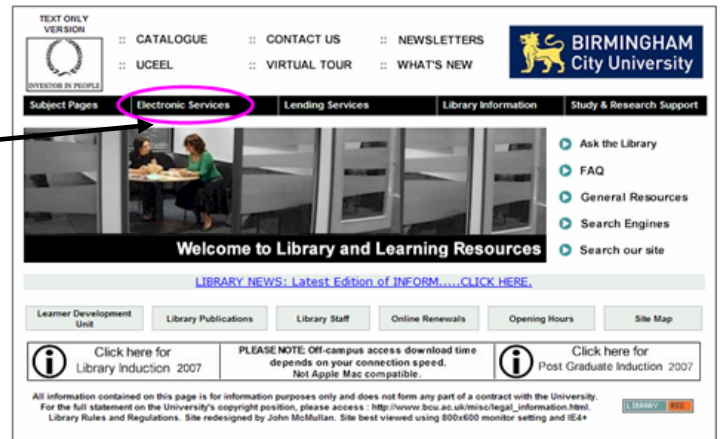 TEXT ONLY
VERSION
INVESTOR IN PEOPLE
:: CATALOGUE :: CONTACT US :: NEWSLETTERS
:: UCEEL :: VIRTUAL TOUR :: WHAT'S NEW
BIRMINGHAM
City University
Subject Pages Electronic Services Lending Services Library Information Study & Research Support
Ask the Library
FAQ
General Resources
Search Engines
Search our site
Welcome to Library and Learning Resources
LIBRARY NEWS: Latest Edition of INFORM.....CLICK HERE.
Learner Development
Unit
Library Publications Library Staff Online Renewals Opening Hours Site Map
Click here for
Library Induction 2007
PLEASE NOTE: Off-campus access download time
depends on your connection speed.
Not Apple Mac compatible.
Click here for
Post Graduate Induction 2007
All information contained on this page is for information purposes only and does not form any part of a contract with the University.
For the full statement on the University's copyright position, please access : http://www.bcu.ac.uk/misc/legal_information.html.
Library Rules and Regulations. Site redesigned by John McMullan. Site best viewed using 800x600 monitor setting and IE4+
LIBRARY RSS